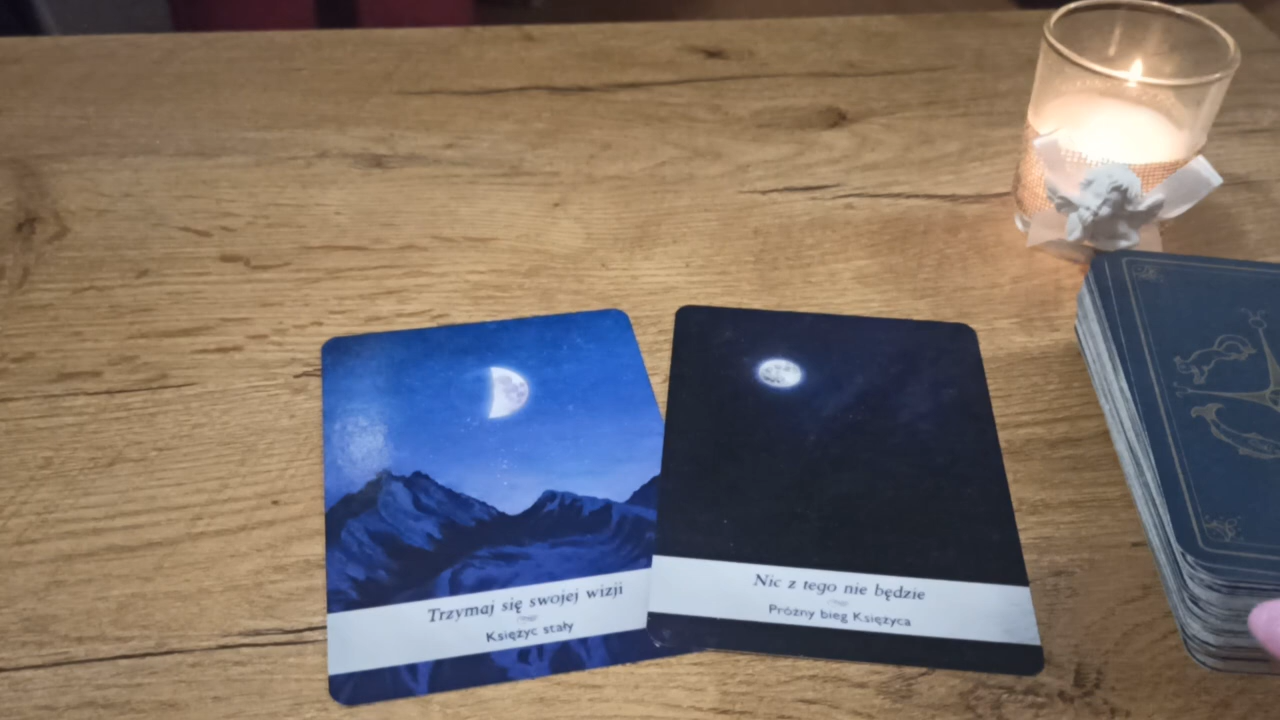 Trzymaj się swojej wizji
Księżyc stały
Nic z tego nie będzie
Próżny bieg Księżyca